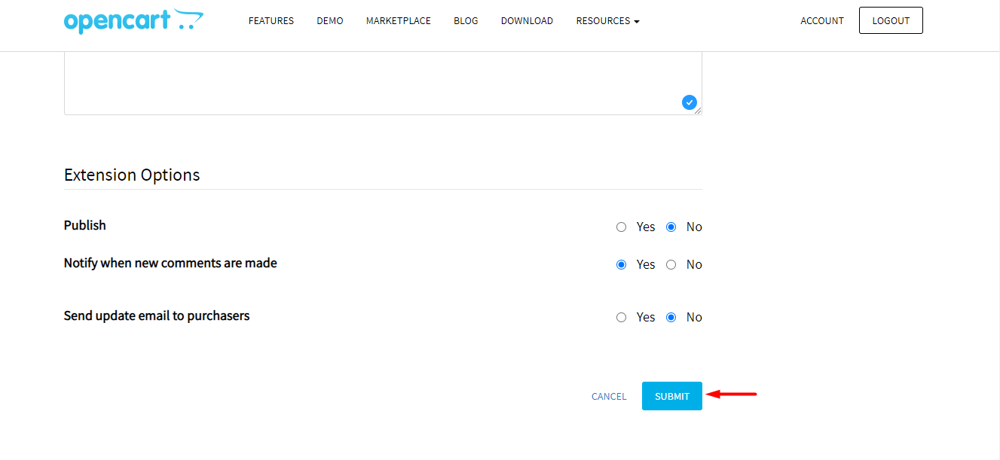 opencart FEATURES DEMO MARKETPLACE BLOG DOWNLOAD RESOURCES ACCOUNT LOGOUT
Extension Options
Publish Yes No
Notify when new comments are made Yes No
Send update email to purchasers Yes No
CANCEL SUBMIT